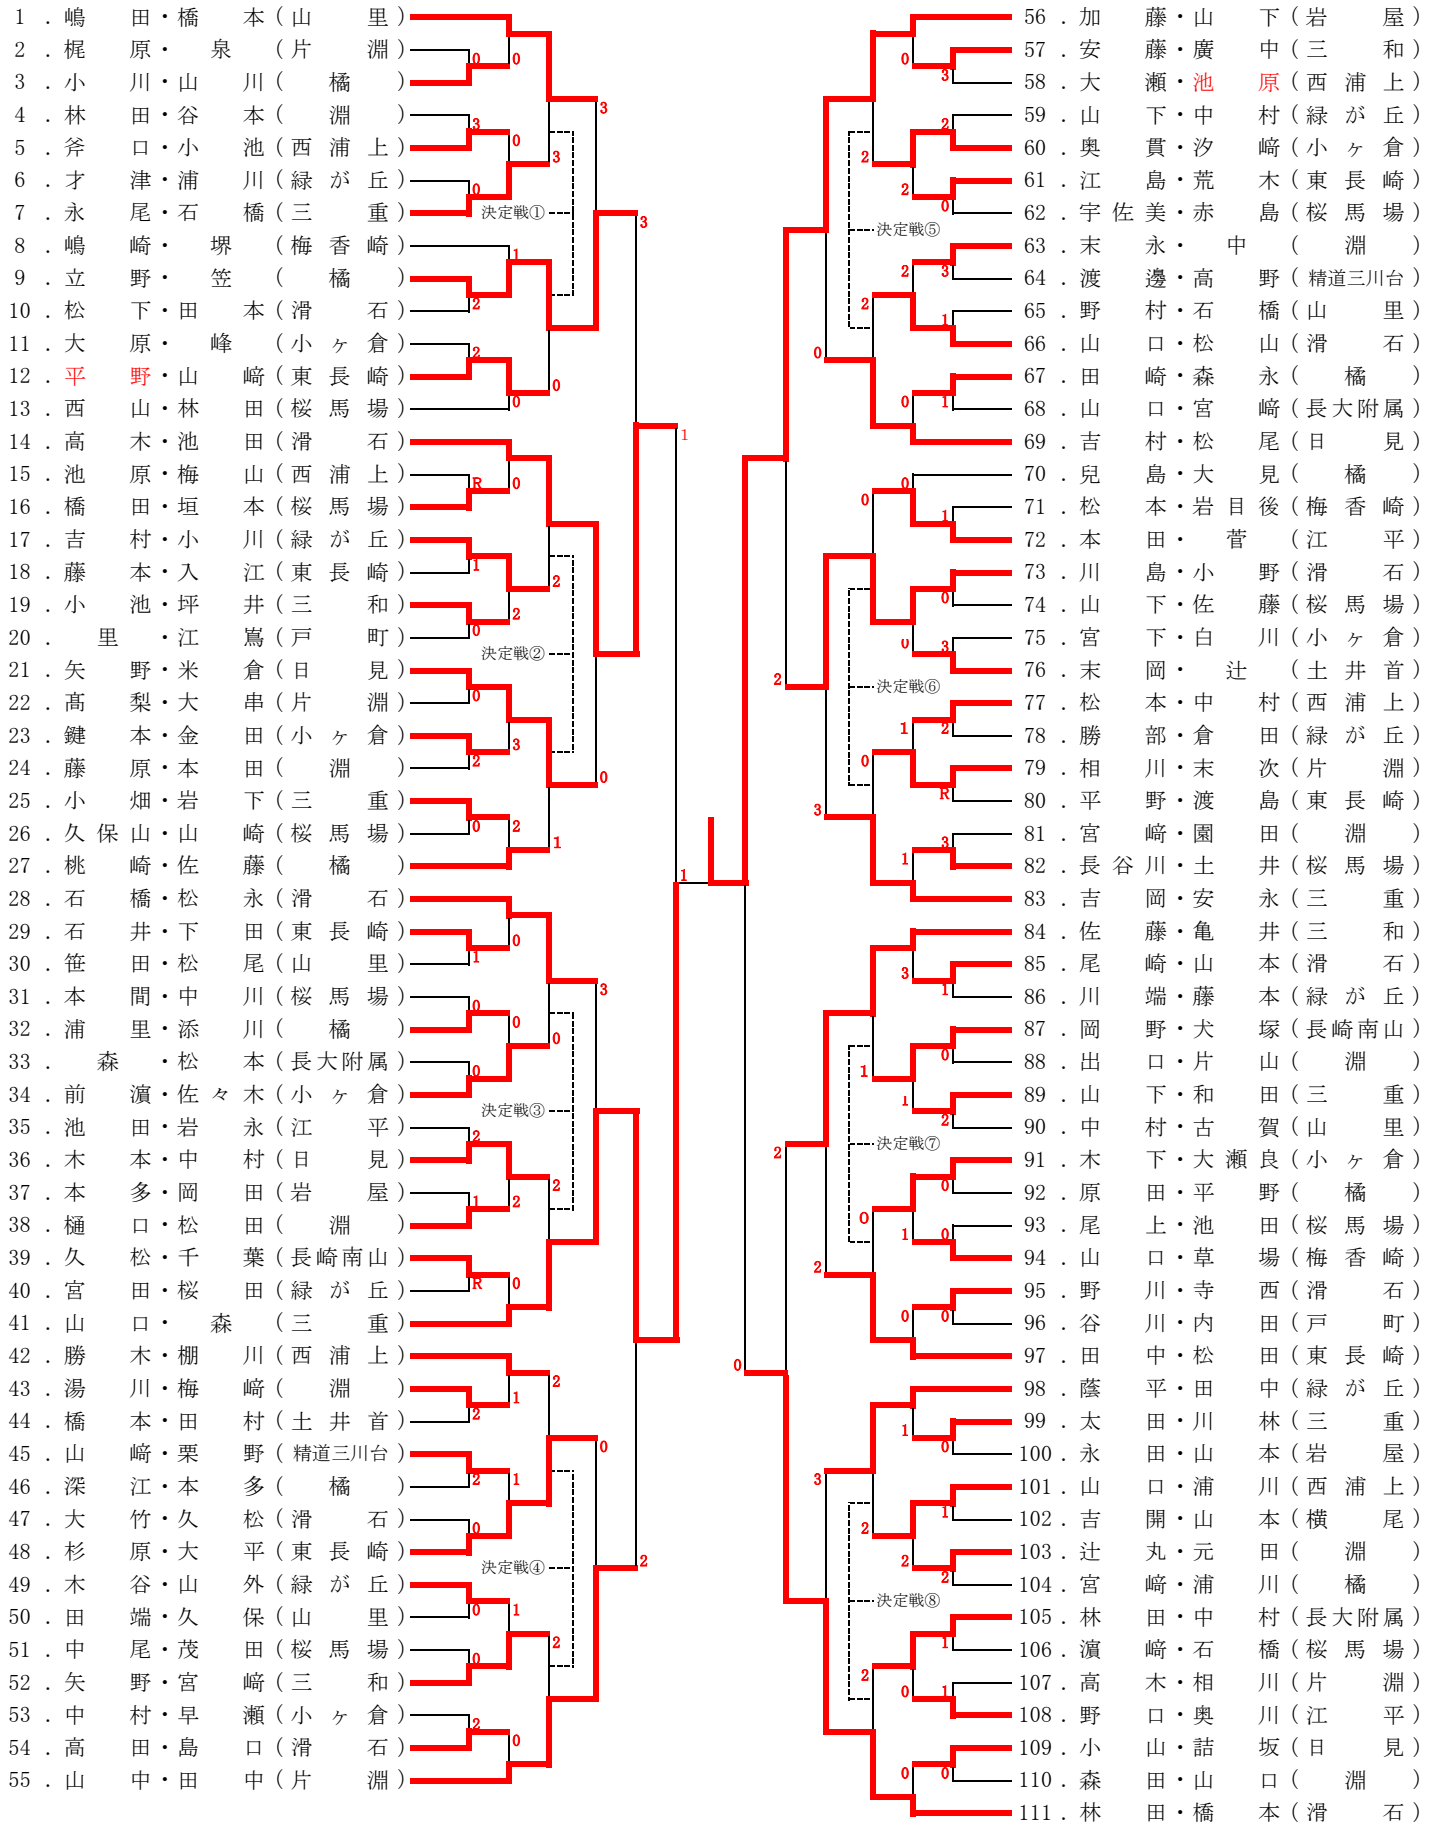 1 . 嶋 田・橋 本 ( 山 里 )
2 . 梶 原・ 泉 ( 片 淵 )
3 . 小 川・山 川 ( 橘 )
4 . 林 田・谷 本 ( 淵 )
5 . 斧 口・小 池 ( 西 浦 上 )
6 . 才 津・浦 川 ( 緑 が 丘 )
7 . 永 尾・石 橋 ( 三 重 )
決定戦①
8 . 嶋 崎・ 堺 ( 梅 香 崎 )
9 . 立 野・ 笠 ( 橘 )
10 . 松 下・田 本 ( 滑 石 )
11 . 大 原・ 峰 ( 小 ヶ 倉 )
12 . 平 野・山 﨑 ( 東 長 崎 )
13 . 西 山・林 田 ( 桜 馬 場 )
14 . 高 木・池 田 ( 滑 石 )
15 . 池 原・梅 山 ( 西 浦 上 )
16 . 橋 田・垣 本 ( 桜 馬 場 )
17 . 吉 村・小 川 ( 緑 が 丘 )
18 . 藤 本・入 江 ( 東 長 崎 )
19 . 小 池・坪 井 ( 三 和 )
20 . 里 ・江 嶌 ( 戸 町 )
決定戦②
21 . 矢 野・米 倉 ( 日 見 )
22 . 髙 梨・大 串 ( 片 淵 )
23 . 鍵 本・金 田 ( 小 ヶ 倉 )
24 . 藤 原・本 田 ( 淵 )
25 . 小 畑・岩 下 ( 三 重 )
26 . 久 保 山・山 崎 ( 桜 馬 場 )
27 . 桃 崎・佐 藤 ( 橘 )
28 . 石 橋・松 永 ( 滑 石 )
29 . 石 井・下 田 ( 東 長 崎 )
30 . 笹 田・松 尾 ( 山 里 )
31 . 本 間・中 川 ( 桜 馬 場 )
32 . 浦 里・添 川 ( 橘 )
33 . 森 ・松 本 ( 長大附属 )
34 . 前 濵・佐 々 木 ( 小 ヶ 倉 )
決定戦③
35 . 池 田・岩 永 ( 江 平 )
36 . 木 本・中 村 ( 日 見 )
37 . 本 多・岡 田 ( 岩 屋 )
38 . 樋 口・松 田 ( 淵 )
39 . 久 松・千 葉 ( 長崎南山 )
40 . 宮 田・桜 田 ( 緑 が 丘 )
41 . 山 口・ 森 ( 三 重 )
42 . 勝 木・棚 川 ( 西 浦 上 )
43 . 湯 川・梅 﨑 ( 淵 )
44 . 橋 本・田 村 ( 土 井 首 )
45 . 山 﨑・栗 野 ( 精道三川台 )
46 . 深 江・本 多 ( 橘 )
47 . 大 竹・久 松 ( 滑 石 )
48 . 杉 原・大 平 ( 東 長 崎 )
決定戦④
49 . 木 谷・山 外 ( 緑 が 丘 )
50 . 田 端・久 保 ( 山 里 )
51 . 中 尾・茂 田 ( 桜 馬 場 )
52 . 矢 野・宮 﨑 ( 三 和 )
53 . 中 村・早 瀬 ( 小 ヶ 倉 )
54 . 高 田・島 口 ( 滑 石 )
55 . 山 中・田 中 ( 片 淵 )
56 . 加 藤・山 下 ( 岩 屋 )
57 . 安 藤・廣 中 ( 三 和 )
58 . 大 瀬・池 原 ( 西 浦 上 )
59 . 山 下・中 村 ( 緑 が 丘 )
60 . 奥 貫・汐 﨑 ( 小 ヶ 倉 )
61 . 江 島・荒 木 ( 東 長 崎 )
62 . 宇 佐 美・赤 島 ( 桜 馬 場 )
決定戦⑤
63 . 末 永・ 中 ( 淵 )
64 . 渡 邊・高 野 ( 精道三川台 )
65 . 野 村・石 橋 ( 山 里 )
66 . 山 口・松 山 ( 滑 石 )
67 . 田 崎・森 永 ( 橘 )
68 . 山 口・宮 﨑 ( 長大附属 )
69 . 吉 村・松 尾 ( 日 見 )
70 . 兒 島・大 見 ( 橘 )
71 . 松 本・岩 目 後 ( 梅 香 崎 )
72 . 本 田・ 菅 ( 江 平 )
73 . 川 島・小 野 ( 滑 石 )
74 . 山 下・佐 藤 ( 桜 馬 場 )
75 . 宮 下・白 川 ( 小 ヶ 倉 )
76 . 末 岡・ 辻 ( 土 井 首 )
決定戦⑥
77 . 松 本・中 村 ( 西 浦 上 )
78 . 勝 部・倉 田 ( 緑 が 丘 )
79 . 相 川・末 次 ( 片 淵 )
80 . 平 野・渡 島 ( 東 長 崎 )
81 . 宮 﨑・園 田 ( 淵 )
82 . 長 谷 川・土 井 ( 桜 馬 場 )
83 . 吉 岡・安 永 ( 三 重 )
84 . 佐 藤・亀 井 ( 三 和 )
85 . 尾 崎・山 本 ( 滑 石 )
86 . 川 端・藤 本 ( 緑 が 丘 )
87 . 岡 野・犬 塚 ( 長崎南山 )
88 . 出 口・片 山 ( 淵 )
89 . 山 下・和 田 ( 三 重 )
90 . 中 村・古 賀 ( 山 里 )
決定戦⑦
91 . 木 下・大 瀬 良 ( 小 ヶ 倉 )
92 . 原 田・平 野 ( 橘 )
93 . 尾 上・池 田 ( 桜 馬 場 )
94 . 山 口・草 場 ( 梅 香 崎 )
95 . 野 川・寺 西 ( 滑 石 )
96 . 谷 川・内 田 ( 戸 町 )
97 . 田 中・松 田 ( 東 長 崎 )
98 . 蔭 平・田 中 ( 緑 が 丘 )
99 . 太 田・川 林 ( 三 重 )
100 . 永 田・山 本 ( 岩 屋 )
101 . 山 口・浦 川 ( 西 浦 上 )
102 . 吉 開・山 本 ( 横 尾 )
103 . 辻 丸・元 田 ( 淵 )
104 . 宮 﨑・浦 川 ( 橘 )
決定戦⑧
105 . 林 田・中 村 ( 長大附属 )
106 . 濵 﨑・石 橋 ( 桜 馬 場 )
107 . 高 木・相 川 ( 片 淵 )
108 . 野 口・奥 川 ( 江 平 )
109 . 小 山・詰 坂 ( 日 見 )
110 . 森 田・山 口 ( 淵 )
111 . 林 田・橋 本 ( 滑 石 )